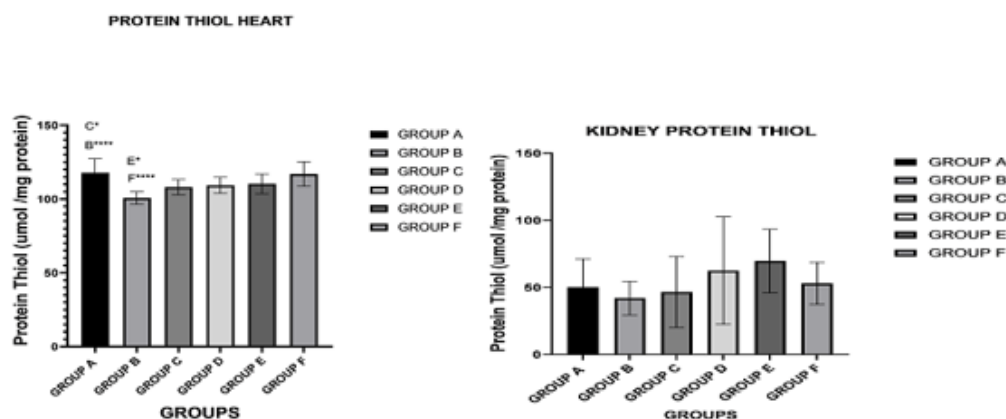 PROTEIN THIOL HEART
Protein Thiol (umol /mg protein)
150
100
50
0
C*
B****
E*
F****
GROUP A
GROUP B
GROUP C
GROUP D
GROUP E
GROUP F
GROUPS
GROUP A
GROUP B
GROUP C
GROUP D
GROUP E
GROUP F
KIDNEY PROTEIN THIOL
Protein Thiol (umol /mg protein)
150
100
50
0
GROUP A
GROUP B
GROUP C
GROUP D
GROUP E
GROUP F
GROUPS
GROUP A
GROUP B
GROUP C
GROUP D
GROUP E
GROUP F